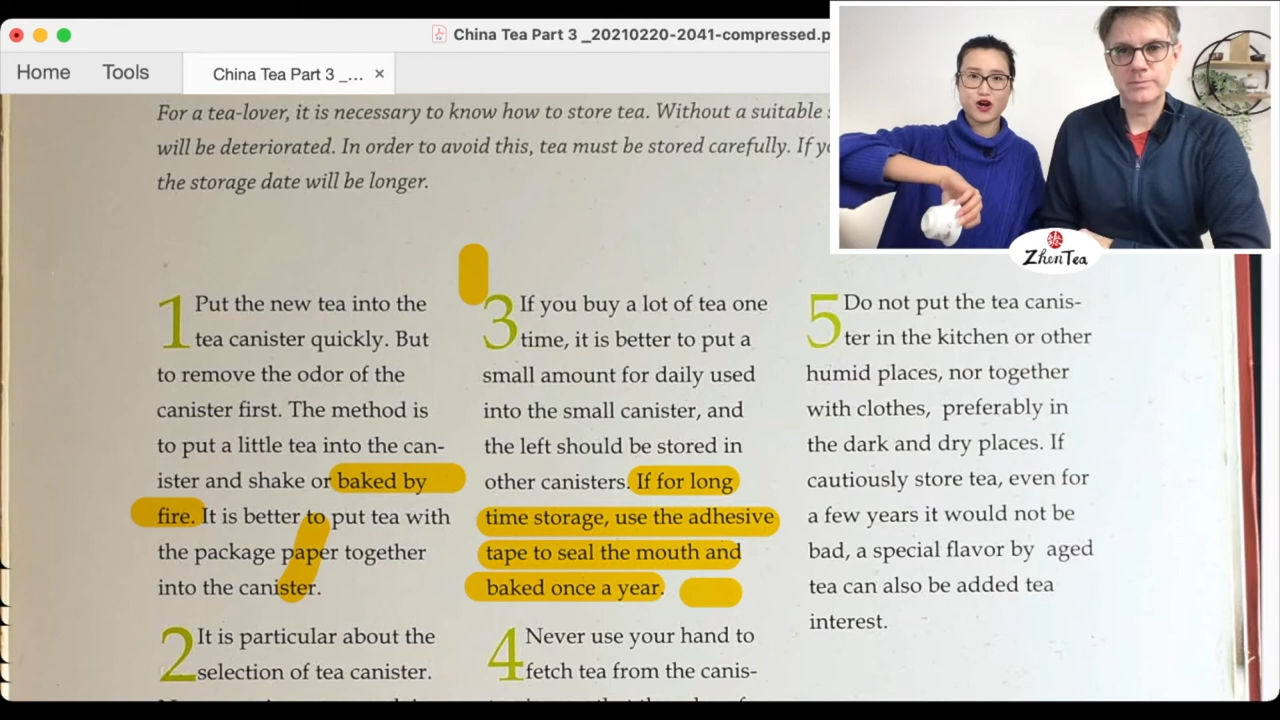 China Tea Part 3 _20210220-2041-compressed.p
Home
Tools
China Tea Part 3 _...
For a tea-lover, it is necessary to know how to store tea. Without a suitable
will be deteriorated. In order to avoid this, tea must be stored carefully. If
the storage date will be longer.
1 Put the new tea into the
tea canister quickly. But
to remove the odor of the
canister first. The method is
to put a little tea into the can-
ister and shake or baked by
fire. It is better to put tea with
the package paper together
into the canister.
2 It is particular about the
selection of tea canister.
3 If you buy a lot of tea one
time, it is better to put a
small amount for daily used
into the small canister, and
the left should be stored in
other canisters. If for long
time storage, use the adhesive
tape to seal the mouth and
baked once a year.
4 Never use your hand to
fetch tea from the canis-
5 Do not put the tea canis-
ter in the kitchen or other
humid places, nor together
with clothes, preferably in
the dark and dry places. If
cautiously store tea, even for
a few years it would not be
bad, a special flavor by aged
tea can also be added tea
interest.
Zhen Tea